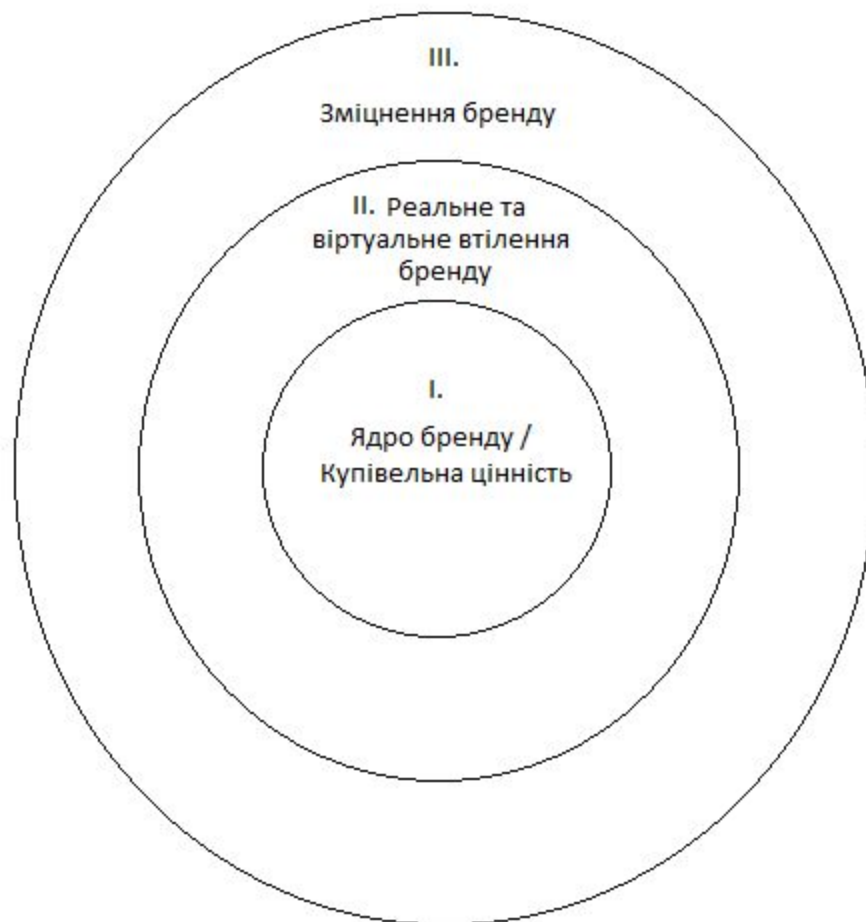 III.
Зміцнення бренду
II. Реальне та
віртуальне втілення
бренду
I.
Ядро бренду /
Купівельна цінність